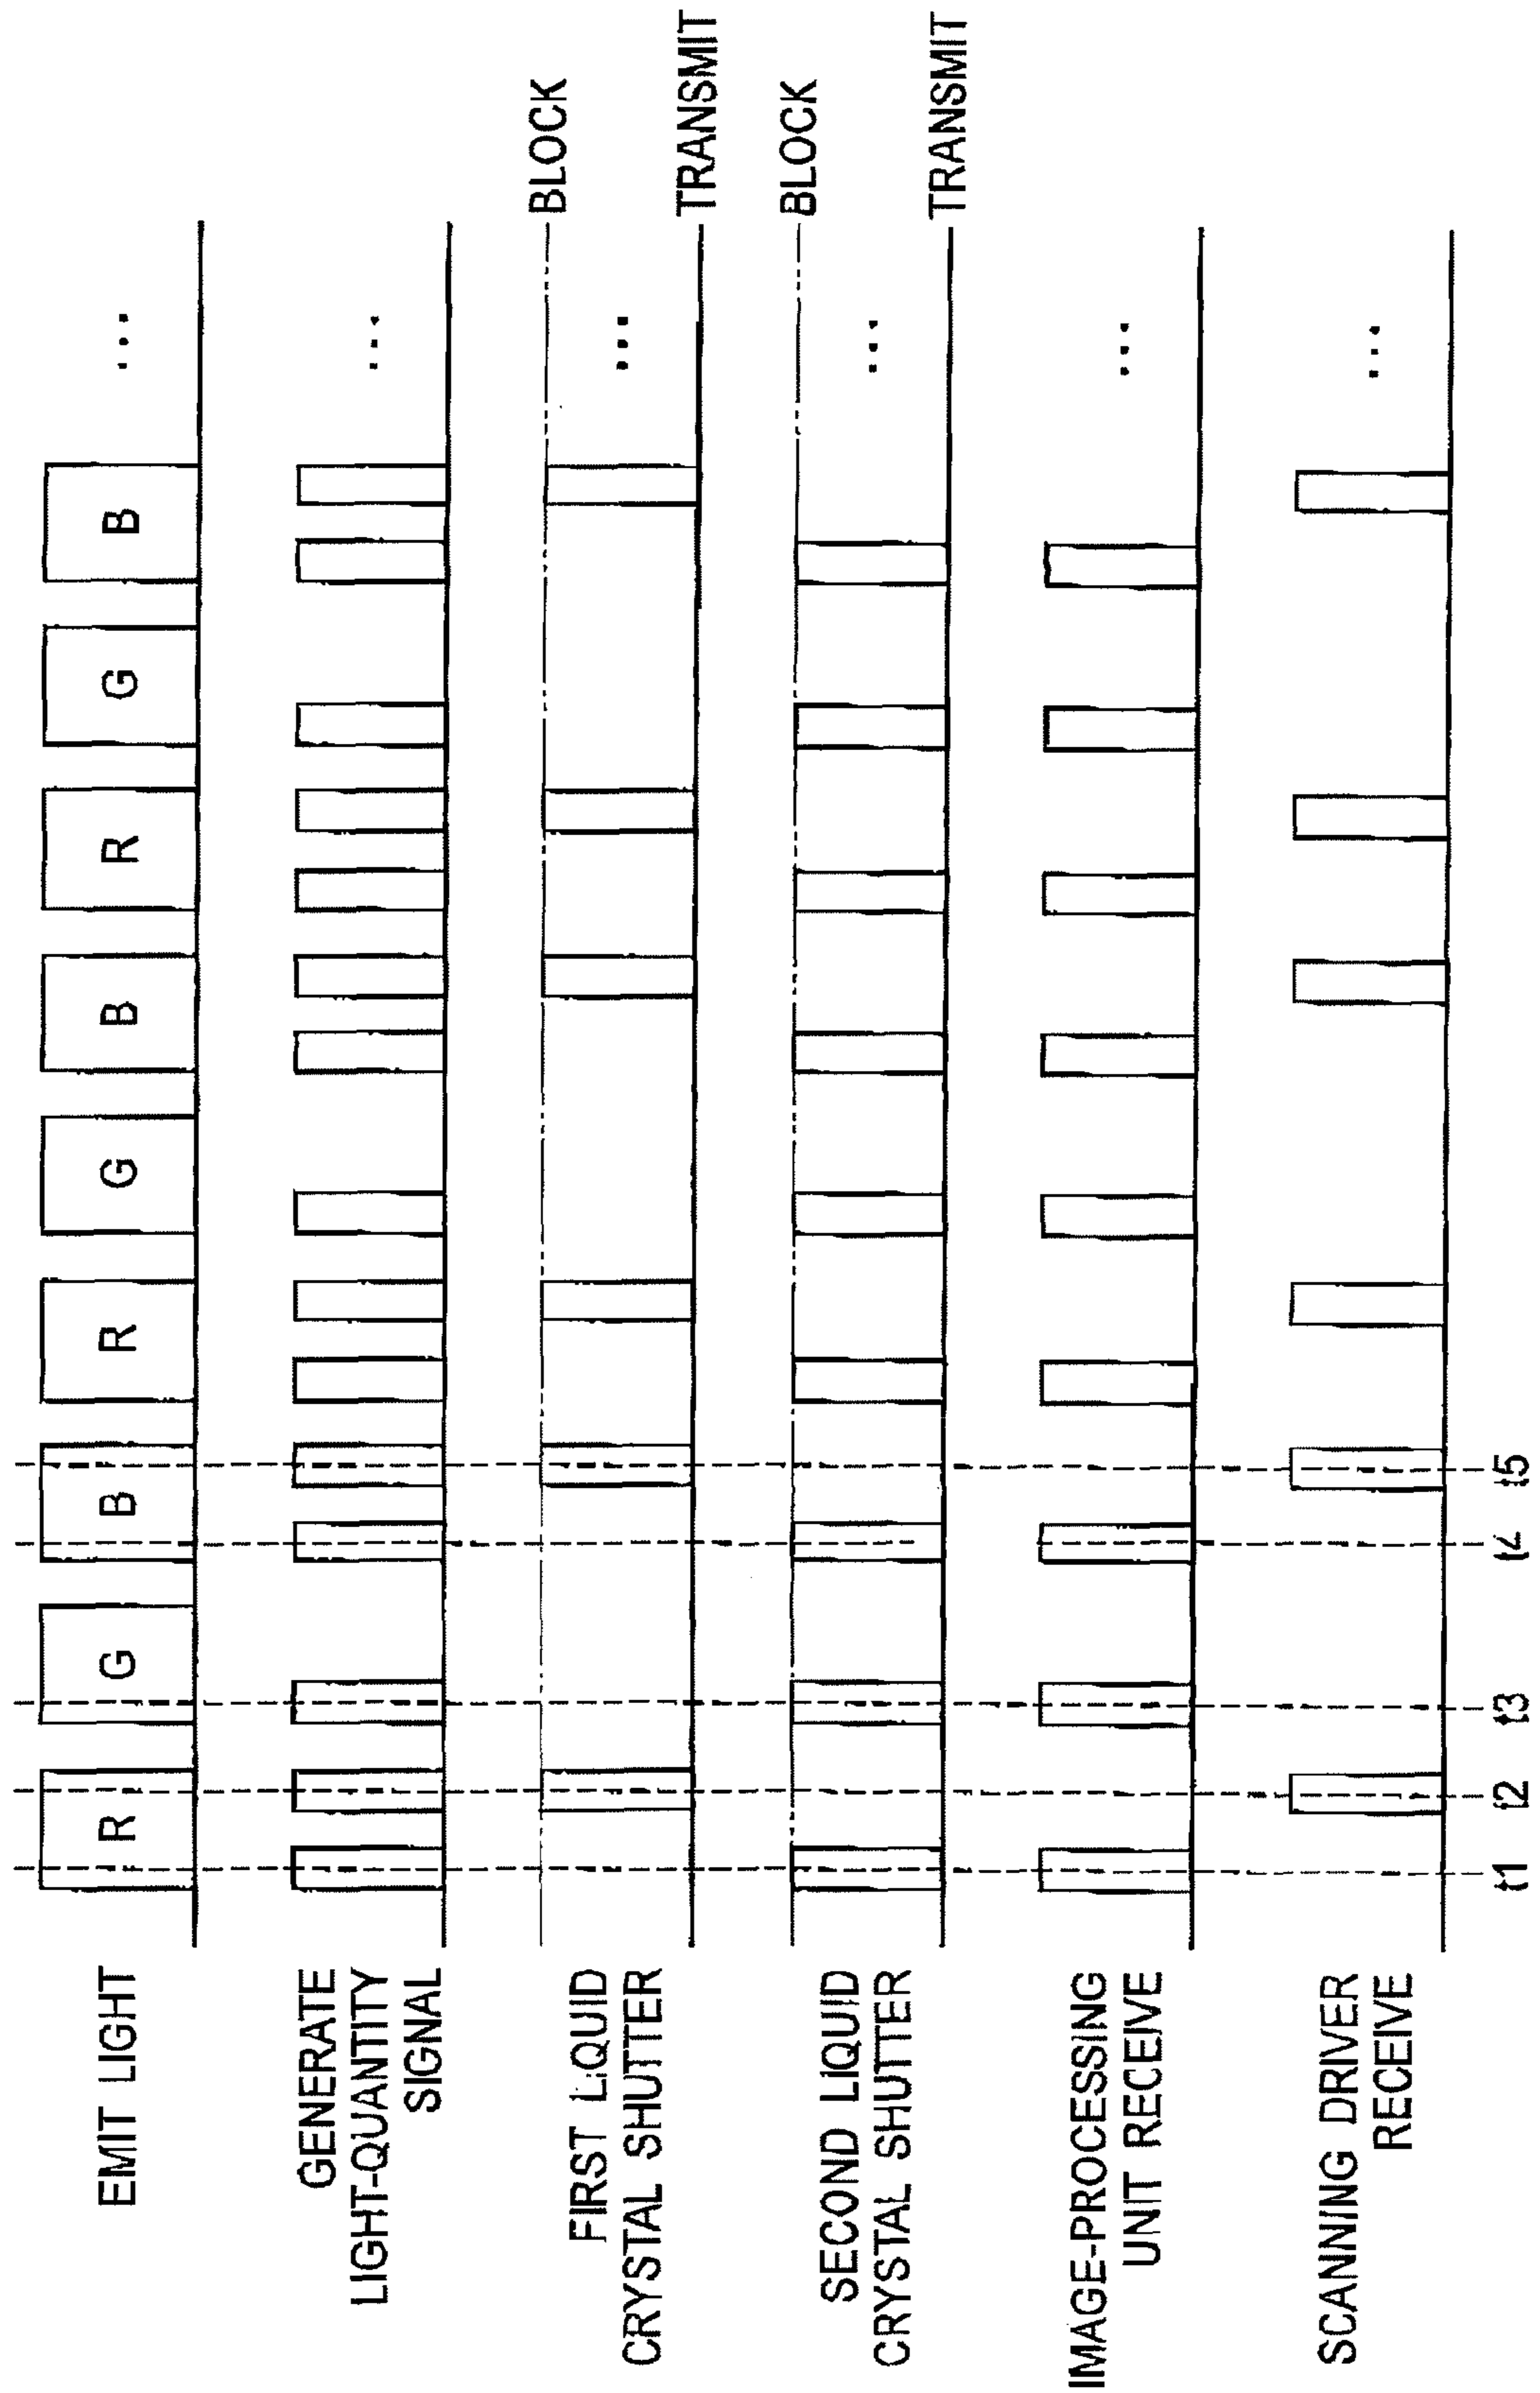 EMIT LIGHT
R
G
B
R
G
B
R
G
B
...
GENERATE
LIGHT-QUANTITY
SIGNAL
...
FIRST LIQUID
CRYSTAL SHUTTER
...
BLOCK
TRANSMIT
SECOND LIQUID
CRYSTAL SHUTTER
...
BLOCK
TRANSMIT
IMAGE-PROCESSING
UNIT RECEIVE
...
SCANNING DRIVER
RECEIVE
...
t1
t2
t3
t4
t5